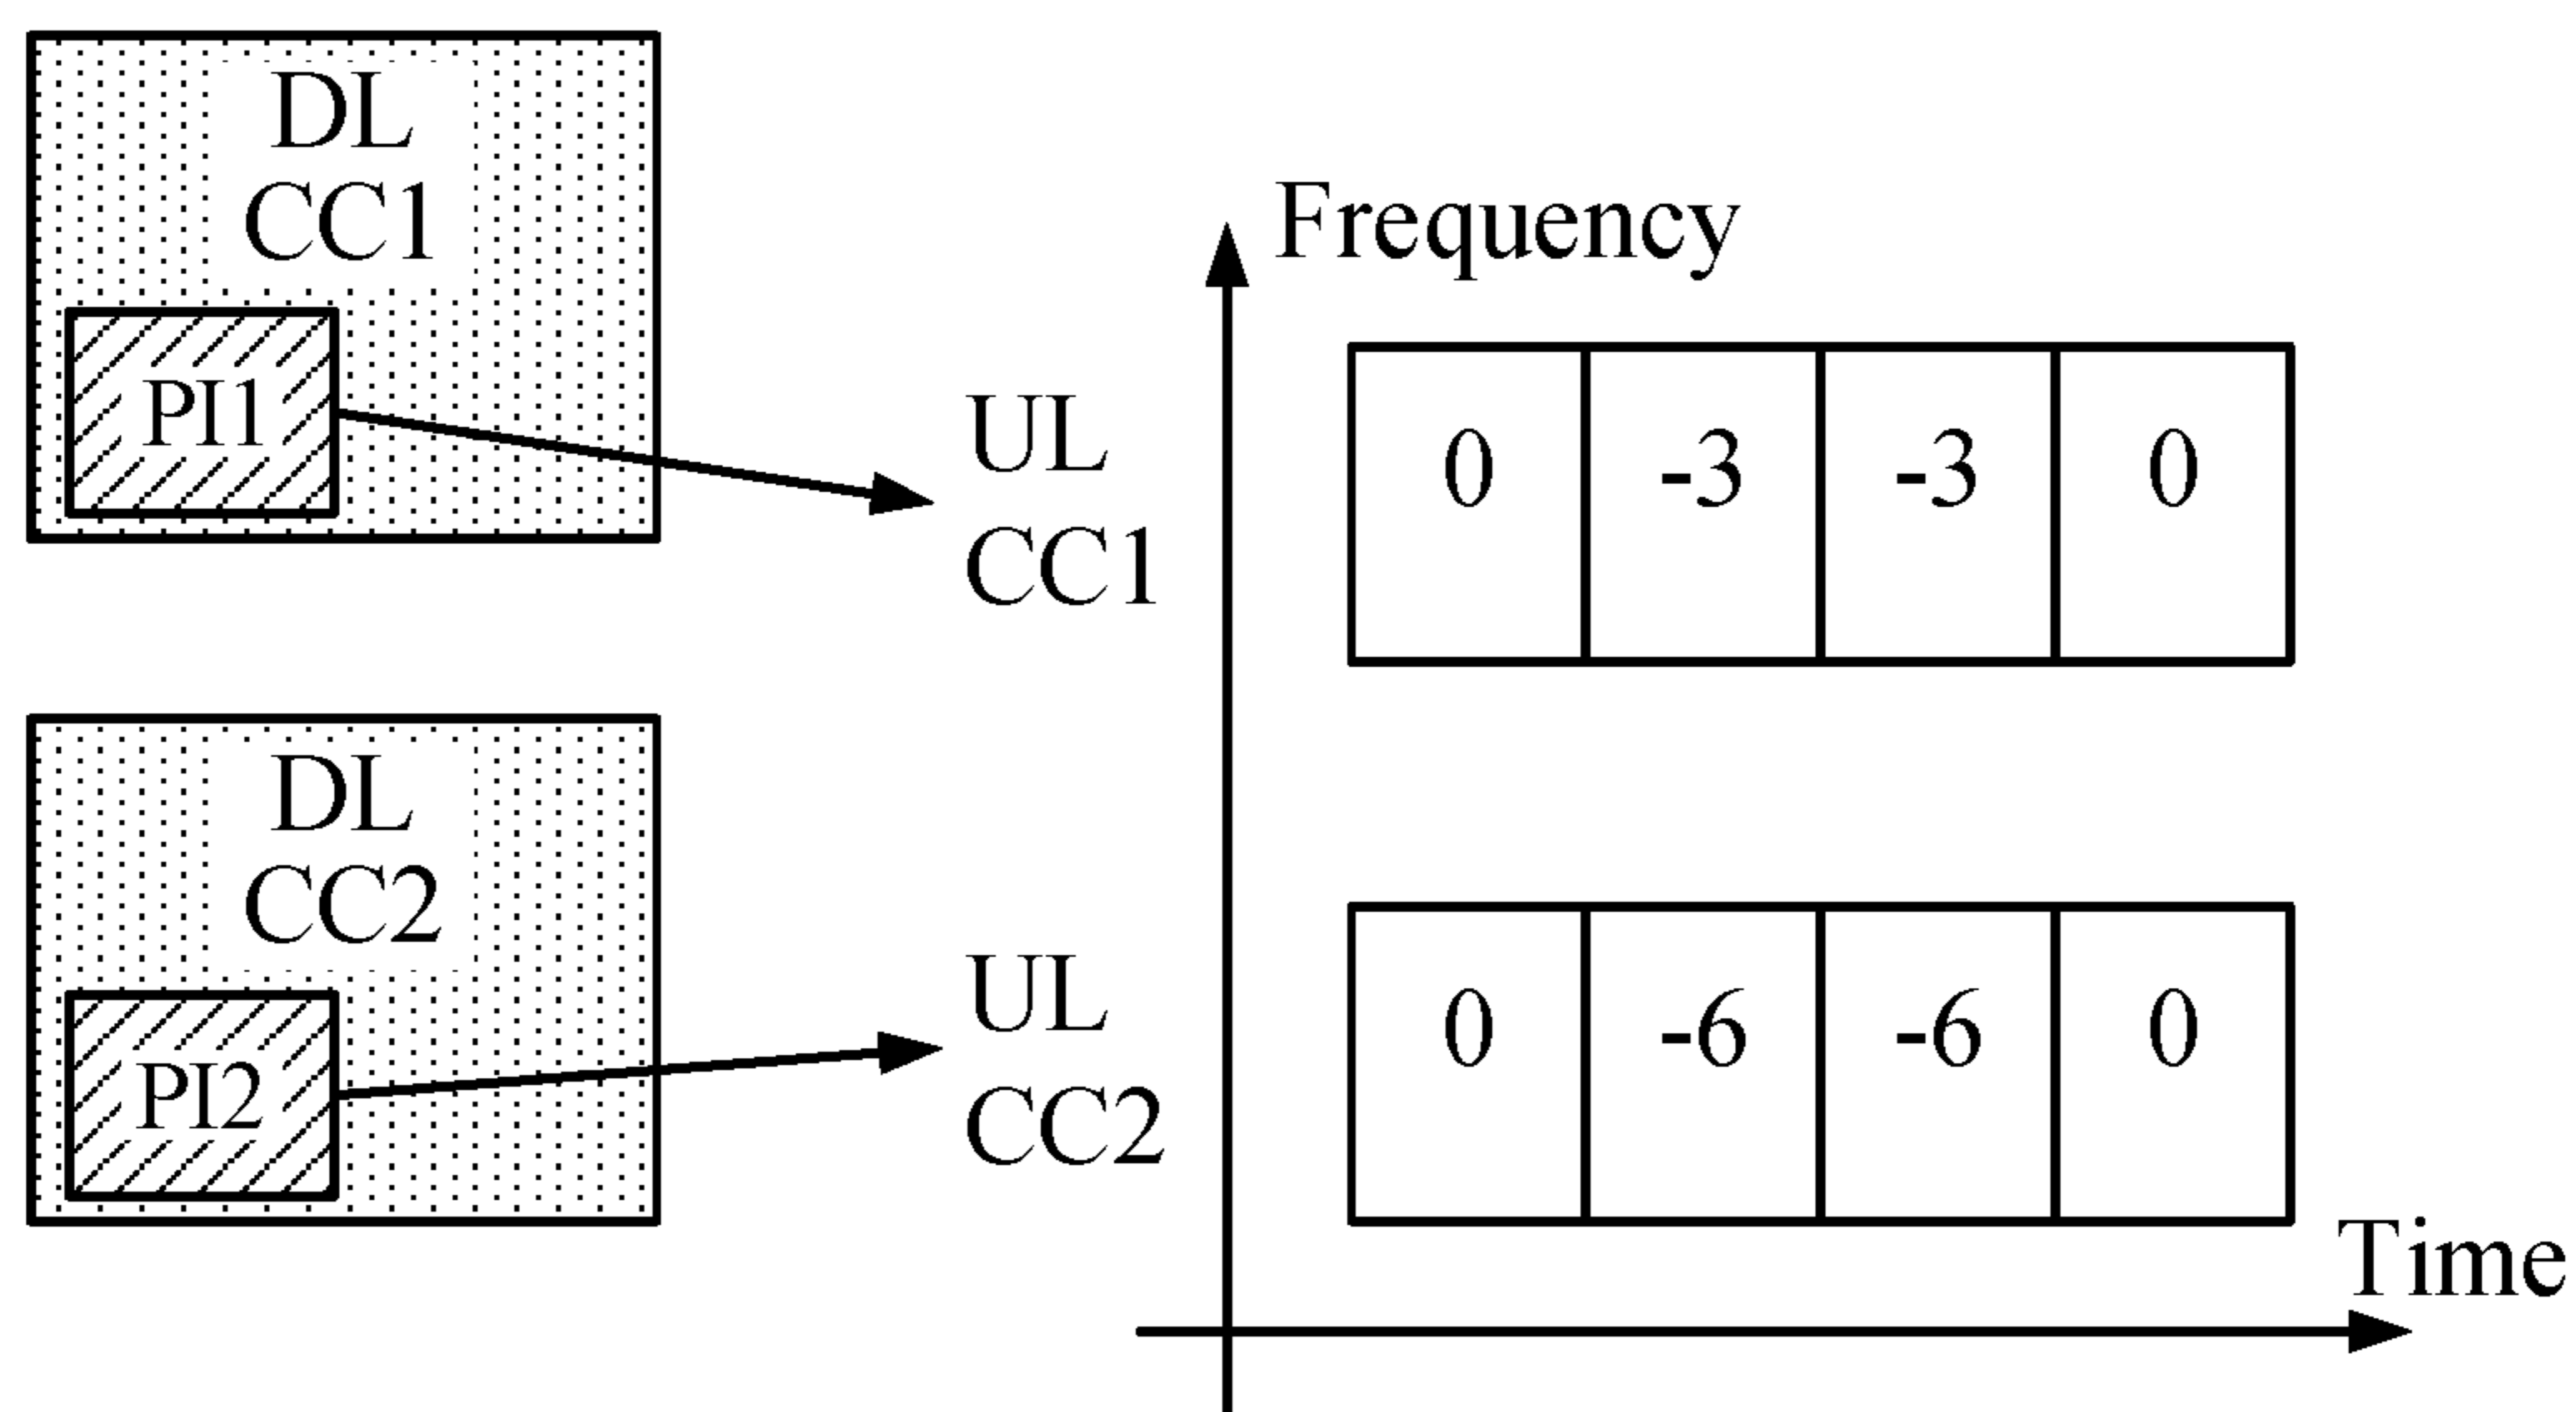 DL
CC1
PI1
Frequency
UL
CC1
0 -3 -3 0
DL
CC2
PI2
UL
CC2
0 -6 -6 0
Time